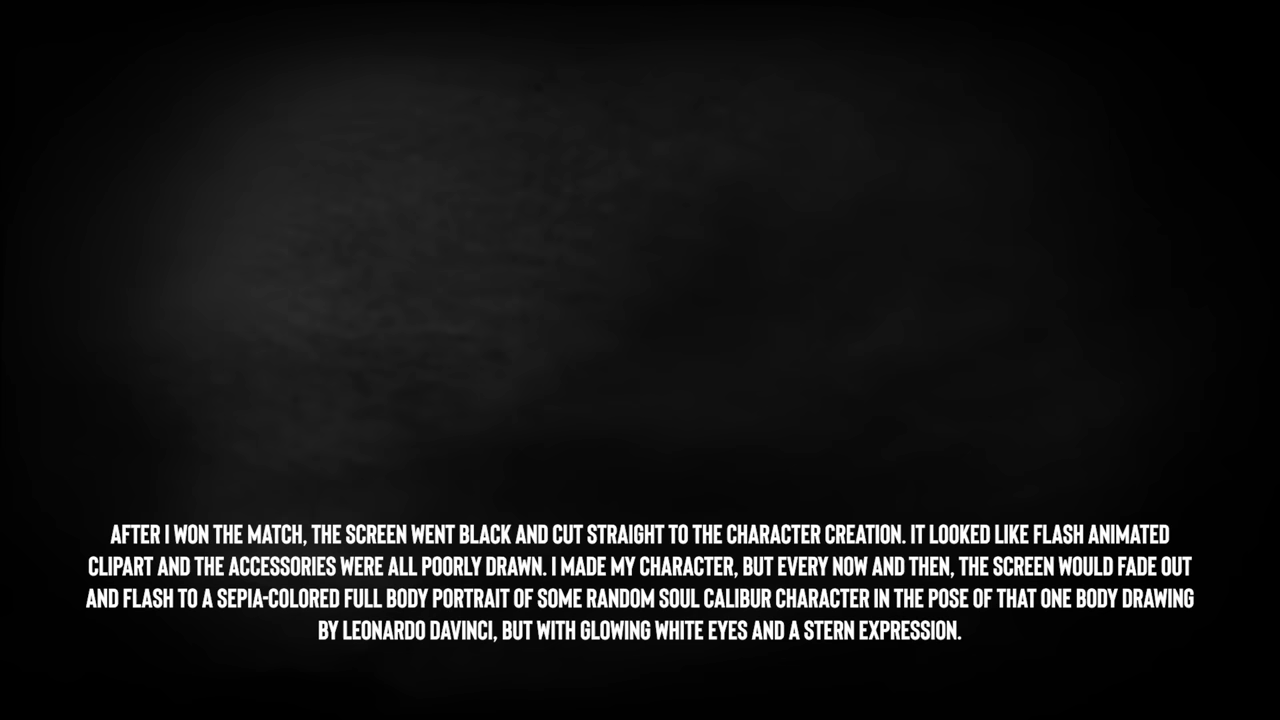 AFTER I WON THE MATCH, THE SCREEN WENT BLACK AND CUT STRAIGHT TO THE CHARACTER CREATION. IT LOOKED LIKE FLASH ANIMATED
CLIPART AND THE ACCESSORIES WERE ALL POORLY DRAWN. I MADE MY CHARACTER, BUT EVERY NOW AND THEN, THE SCREEN WOULD FADE OUT
AND FLASH TO A SEPIA-COLORED FULL BODY PORTRAIT OF SOME RANDOM SOUL CALIBUR CHARACTER IN THE POSE OF THAT ONE BODY DRAWING
BY LEONARDO DAVINCI, BUT WITH GLOWING WHITE EYES AND A STERN EXPRESSION.